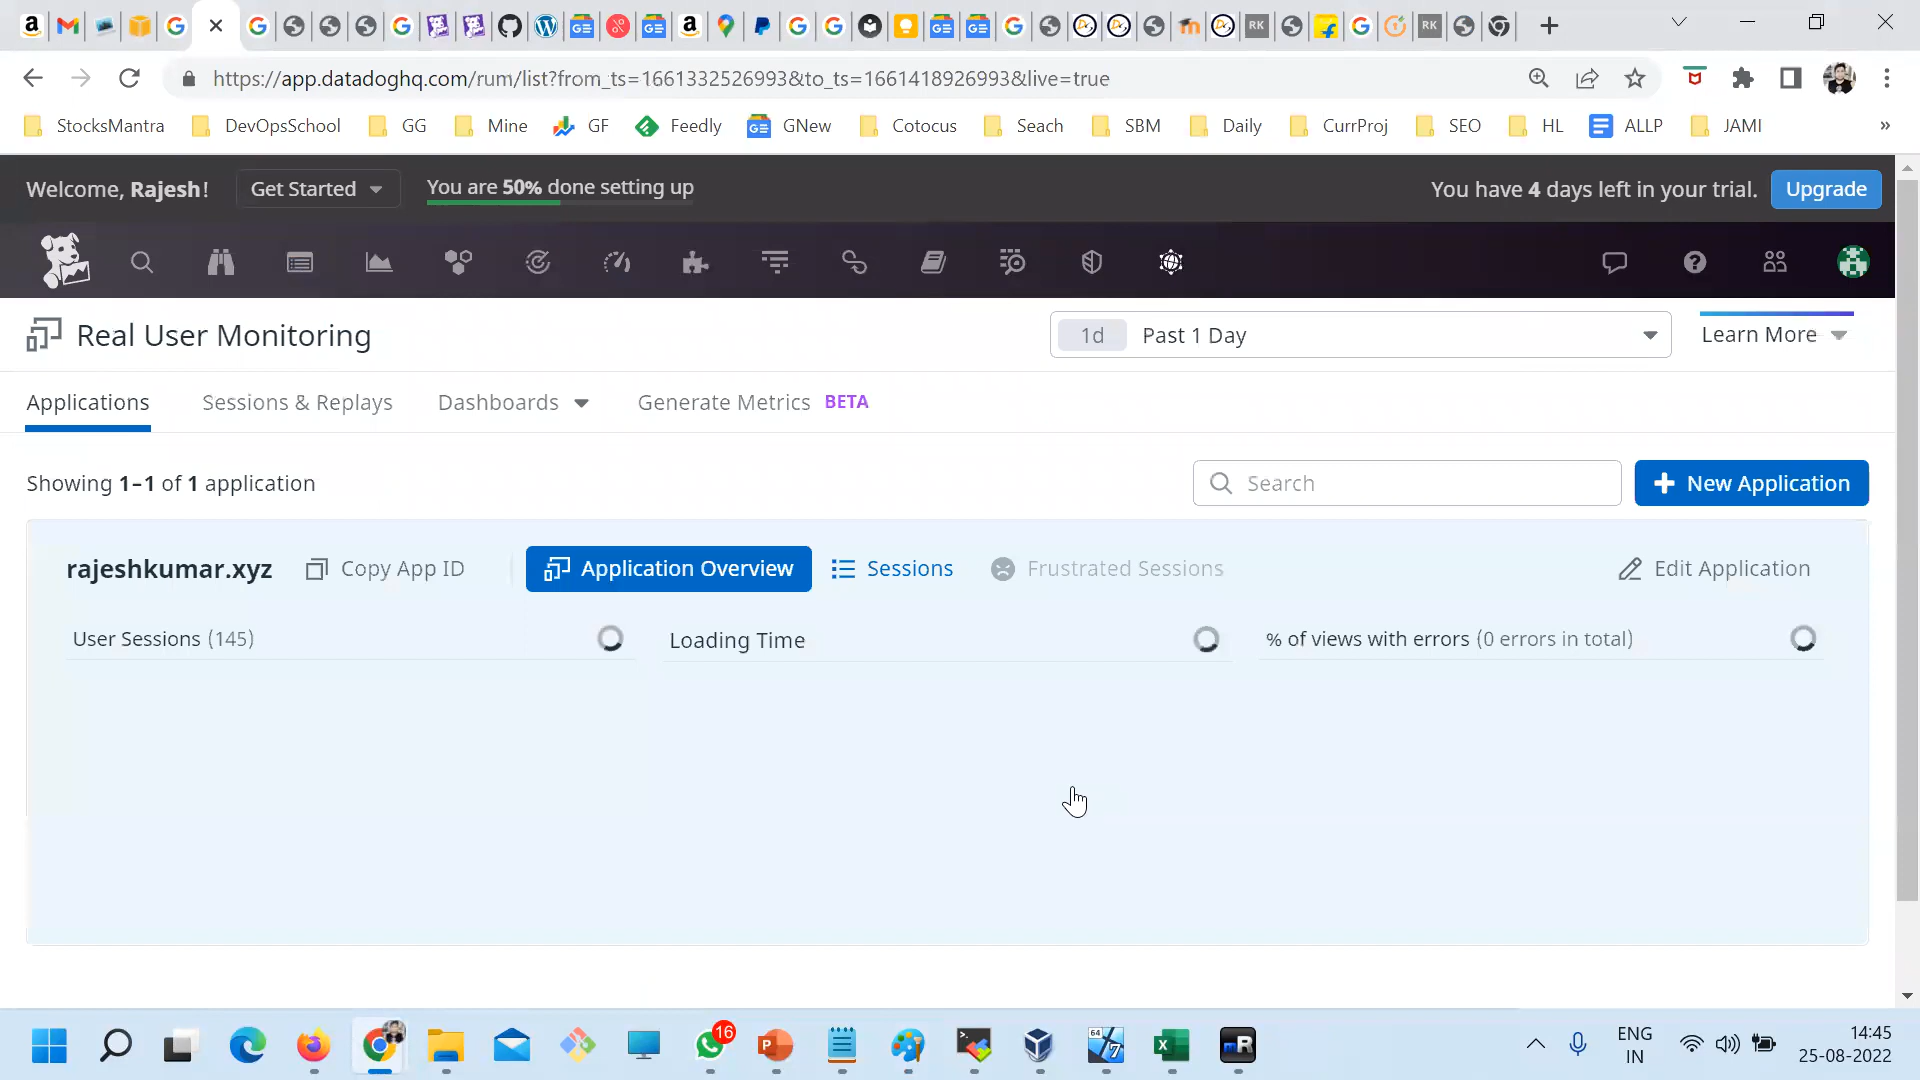 https://app.datadoghq.com/rum/list?from_ts=1661332526993&to_ts=1661418926993&live=true
StocksMantra DevOpsSchool GG Mine GF Feedly GNew Cotocus Seach SBM Daily CurrProj SEO HL ALLP JAMI »
Welcome, Rajesh! Get Started You are 50% done setting up You have 4 days left in your trial. Upgrade
Real User Monitoring 1d Past 1 Day Learn More
Applications Sessions & Replays Dashboards Generate Metrics BETA
Showing 1–1 of 1 application Search + New Application
rajeshkumar.xyz Copy App ID Application Overview Sessions Frustrated Sessions Edit Application
User Sessions (145) Loading Time % of views with errors (0 errors in total)
16
64
ENG
IN
14:45
25-08-2022